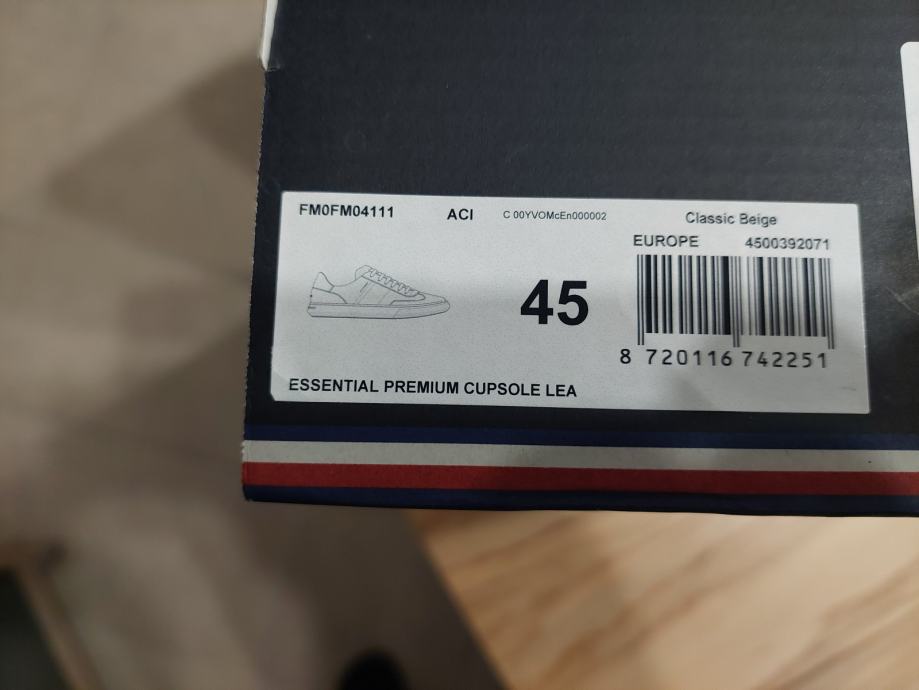 FM0FM04111 ACI C 00YVOMcEn000002 Classic Beige
EUROPE 4500392071
45
8 720116 742251
ESSENTIAL PREMIUM CUPSOLE LEA